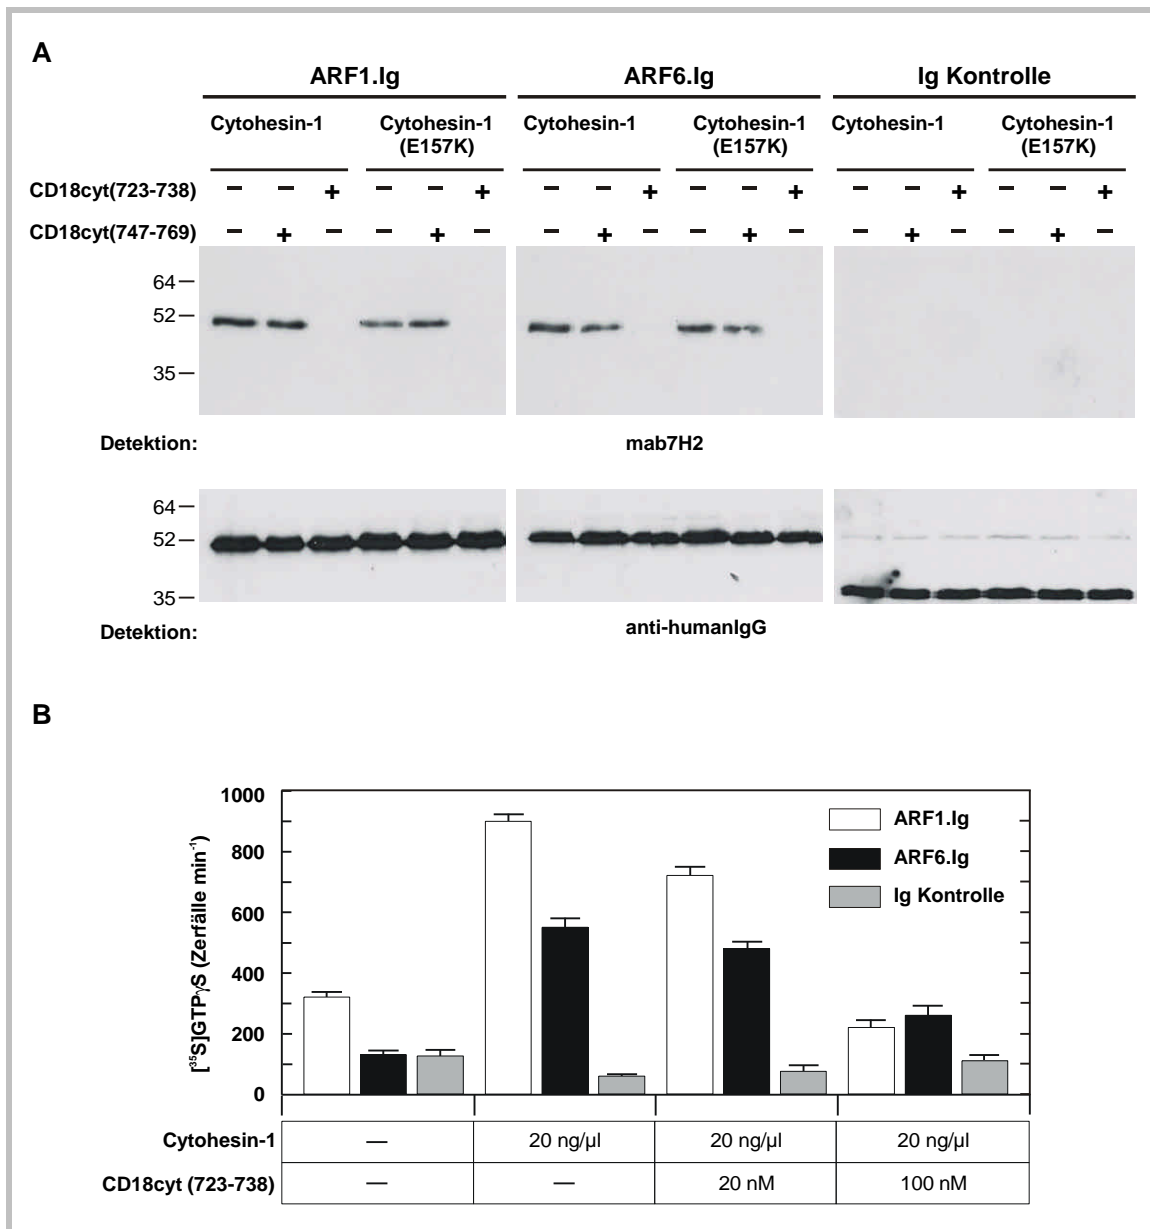 A
ARF1.Ig ARF6.Ig Ig Kontrolle
Cytohesin-1 Cytohesin-1 (E157K) Cytohesin-1 Cytohesin-1 (E157K) Cytohesin-1 Cytohesin-1 (E157K)
CD18cyt(723-738) – – + – – + – – + – – + – – + – – +
CD18cyt(747-769) – + – – + – – + – – + – – + – – + –
64
52
35
Detektion: mab7H2
64
52
35
Detektion: anti-humanIgG
B
[³⁵S]GTPγS (Zerfälle min⁻¹)
1000
800
600
400
200
0
ARF1.Ig
ARF6.Ig
Ig Kontrolle
Cytohesin-1 — 20 ng/µl 20 ng/µl 20 ng/µl
CD18cyt (723-738) — — 20 nM 100 nM